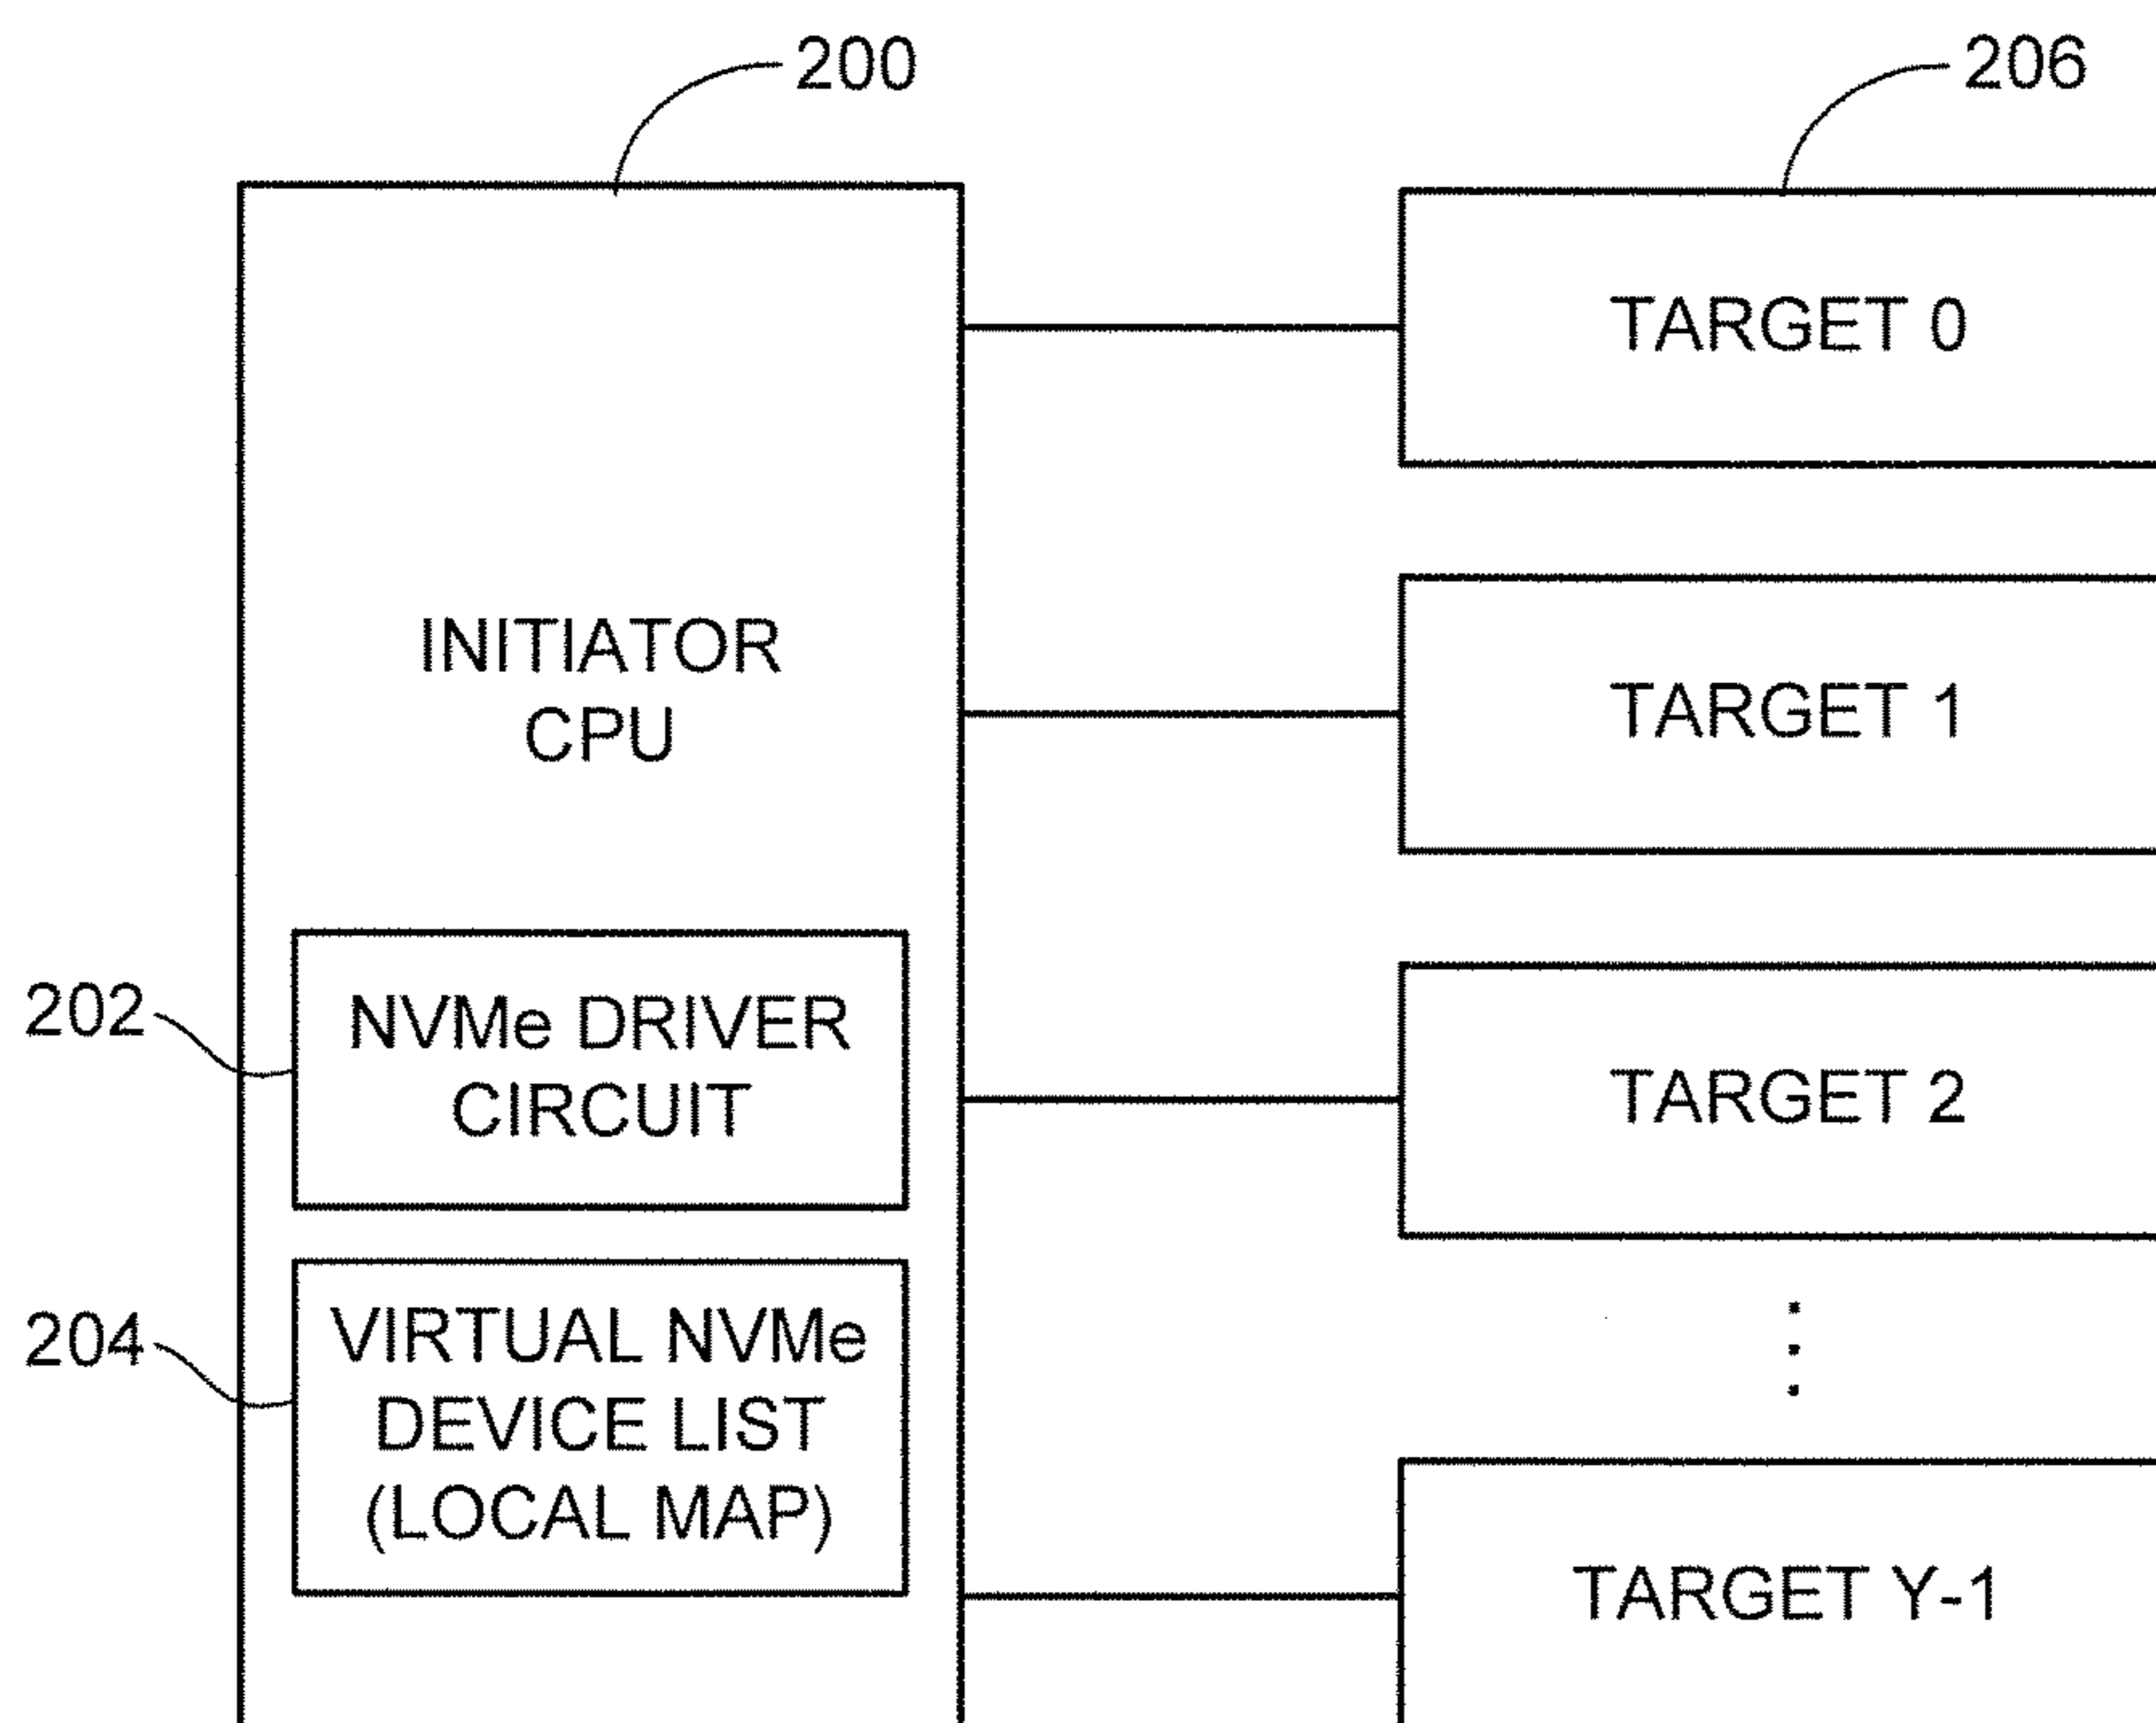 200
206
TARGET 0
INITIATOR
CPU
TARGET 1
202
NVMe DRIVER
CIRCUIT
TARGET 2
204
VIRTUAL NVMe
DEVICE LIST
(LOCAL MAP)
TARGET Y-1